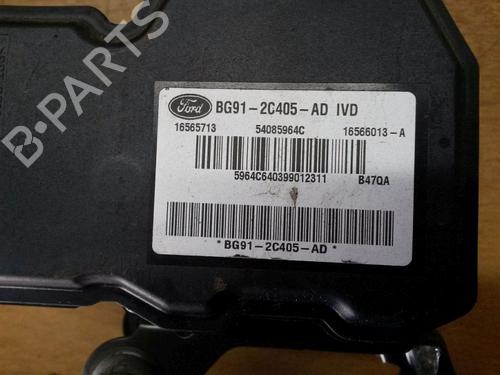 Ford
BG91-2C405-AD IVD
16565713 54085964C 16566013-A
5964C640399012311 B47QA
*BG91-2C405-AD*
B-PARTS